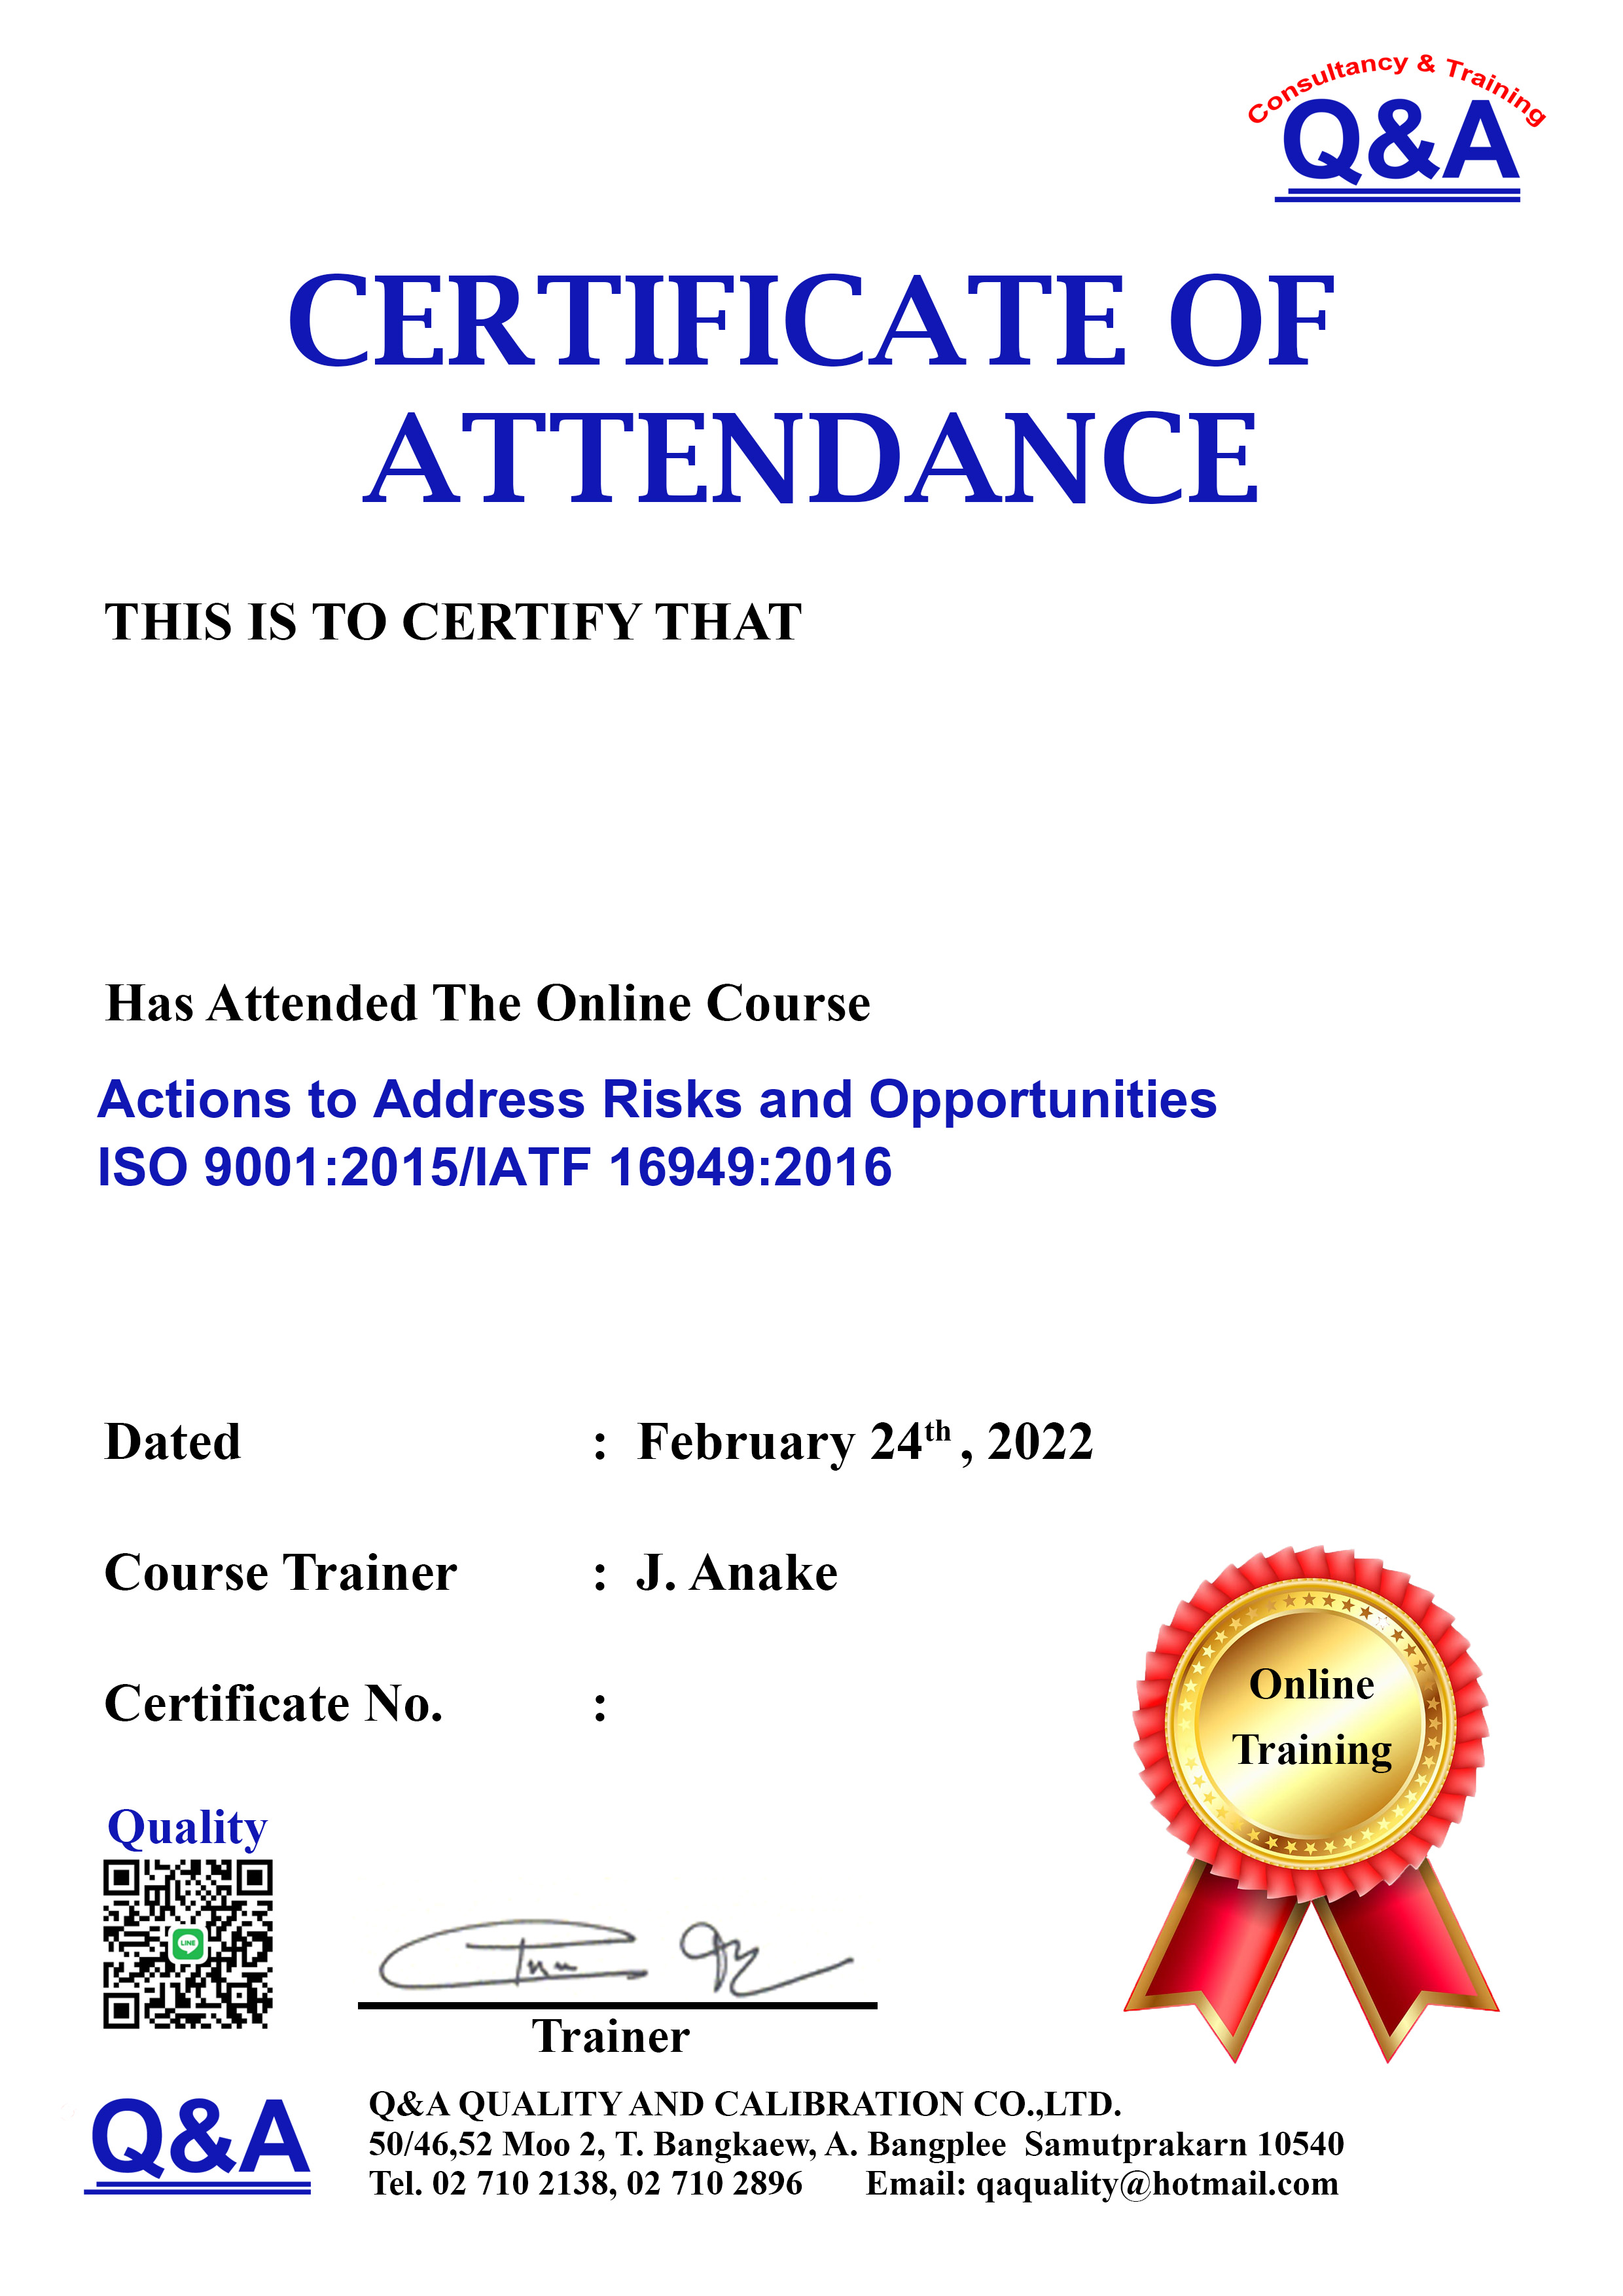 Consultancy & Training
Q&A
CERTIFICATE OF
ATTENDANCE
THIS IS TO CERTIFY THAT
Has Attended The Online Course
Actions to Address Risks and Opportunities
ISO 9001:2015/IATF 16949:2016
Dated : February 24th , 2022
Course Trainer : J. Anake
Certificate No. :
Online
Training
Quality
LINE
Trainer
Q&A
Q&A QUALITY AND CALIBRATION CO.,LTD.
50/46,52 Moo 2, T. Bangkaew, A. Bangplee Samutprakarn 10540
Tel. 02 710 2138, 02 710 2896 Email: qaquality@hotmail.com